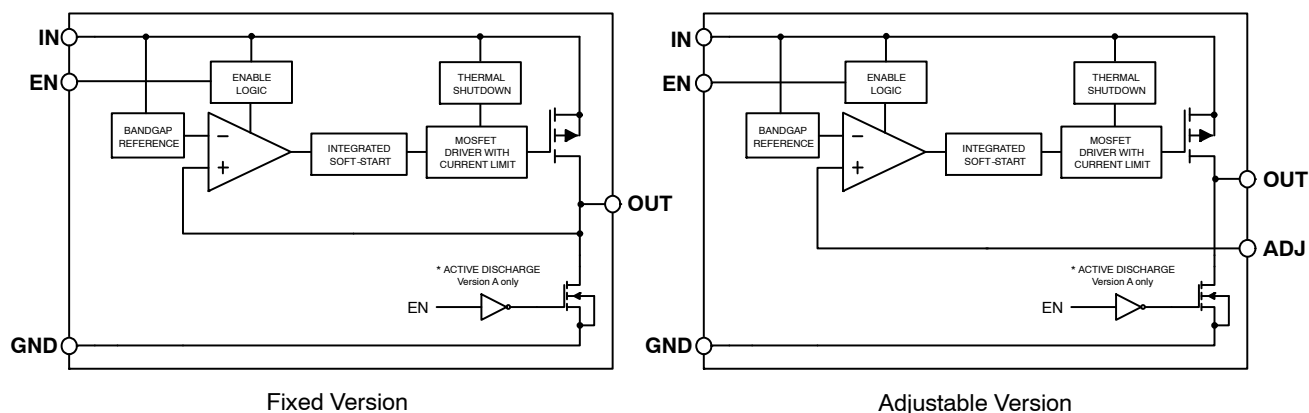 IN
EN
ENABLE
LOGIC
THERMAL
SHUTDOWN
BANDGAP
REFERENCE
−
+
INTEGRATED
SOFT-START
MOSFET
DRIVER WITH
CURRENT LIMIT
OUT
* ACTIVE DISCHARGE
Version A only
EN
GND
Fixed Version
IN
EN
ENABLE
LOGIC
THERMAL
SHUTDOWN
BANDGAP
REFERENCE
−
+
INTEGRATED
SOFT-START
MOSFET
DRIVER WITH
CURRENT LIMIT
OUT
ADJ
* ACTIVE DISCHARGE
Version A only
EN
GND
Adjustable Version